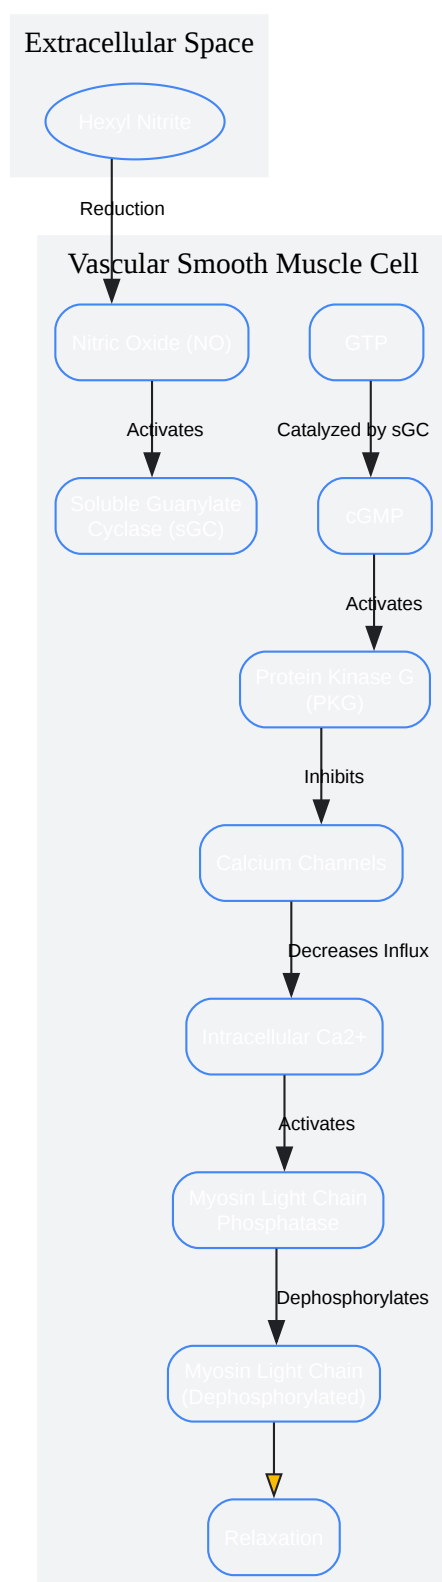 Extracellular Space
Hexyl Nitrite
Reduction
Vascular Smooth Muscle Cell
Nitric Oxide (NO)
GTP
Activates
Catalyzed by sGC
Soluble Guanylate
Cyclase (sGC)
cGMP
Activates
Protein Kinase G
(PKG)
Inhibits
Calcium Channels
Decreases Influx
Intracellular Ca2+
Activates
Myosin Light Chain
Phosphatase
Dephosphorylates
Myosin Light Chain
(Dephosphorylated)
Relaxation